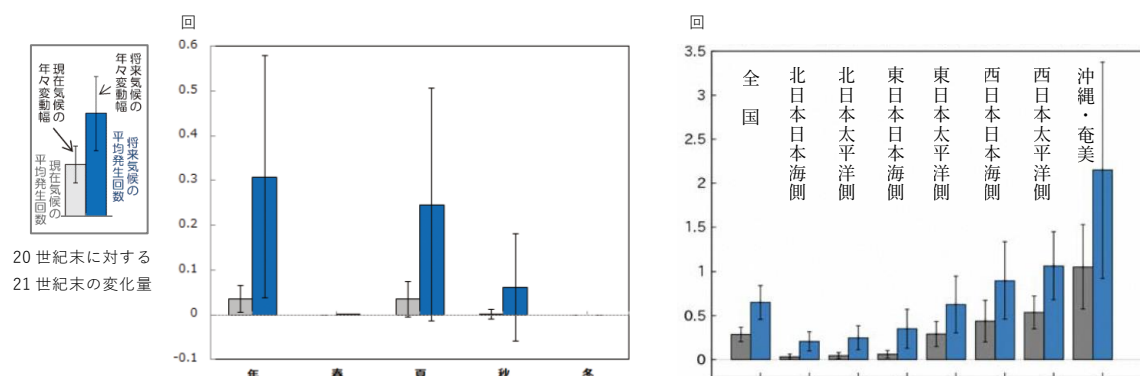 将来気候の
年々変動幅
現在気候の
年々変動幅
将来気候の
平均発生回数
現在気候の
平均発生回数
20 世紀末に対する
21 世紀末の変化量
回
0.6
0.5
0.4
0.3
0.2
0.1
0
-0.1
年
春
夏
秋
冬
回
3.5
3
2.5
2
1.5
1
0.5
0
全国
北日本日本海側
北日本太平洋側
東日本日本海側
東日本太平洋側
西日本日本海側
西日本太平洋側
沖縄・奄美